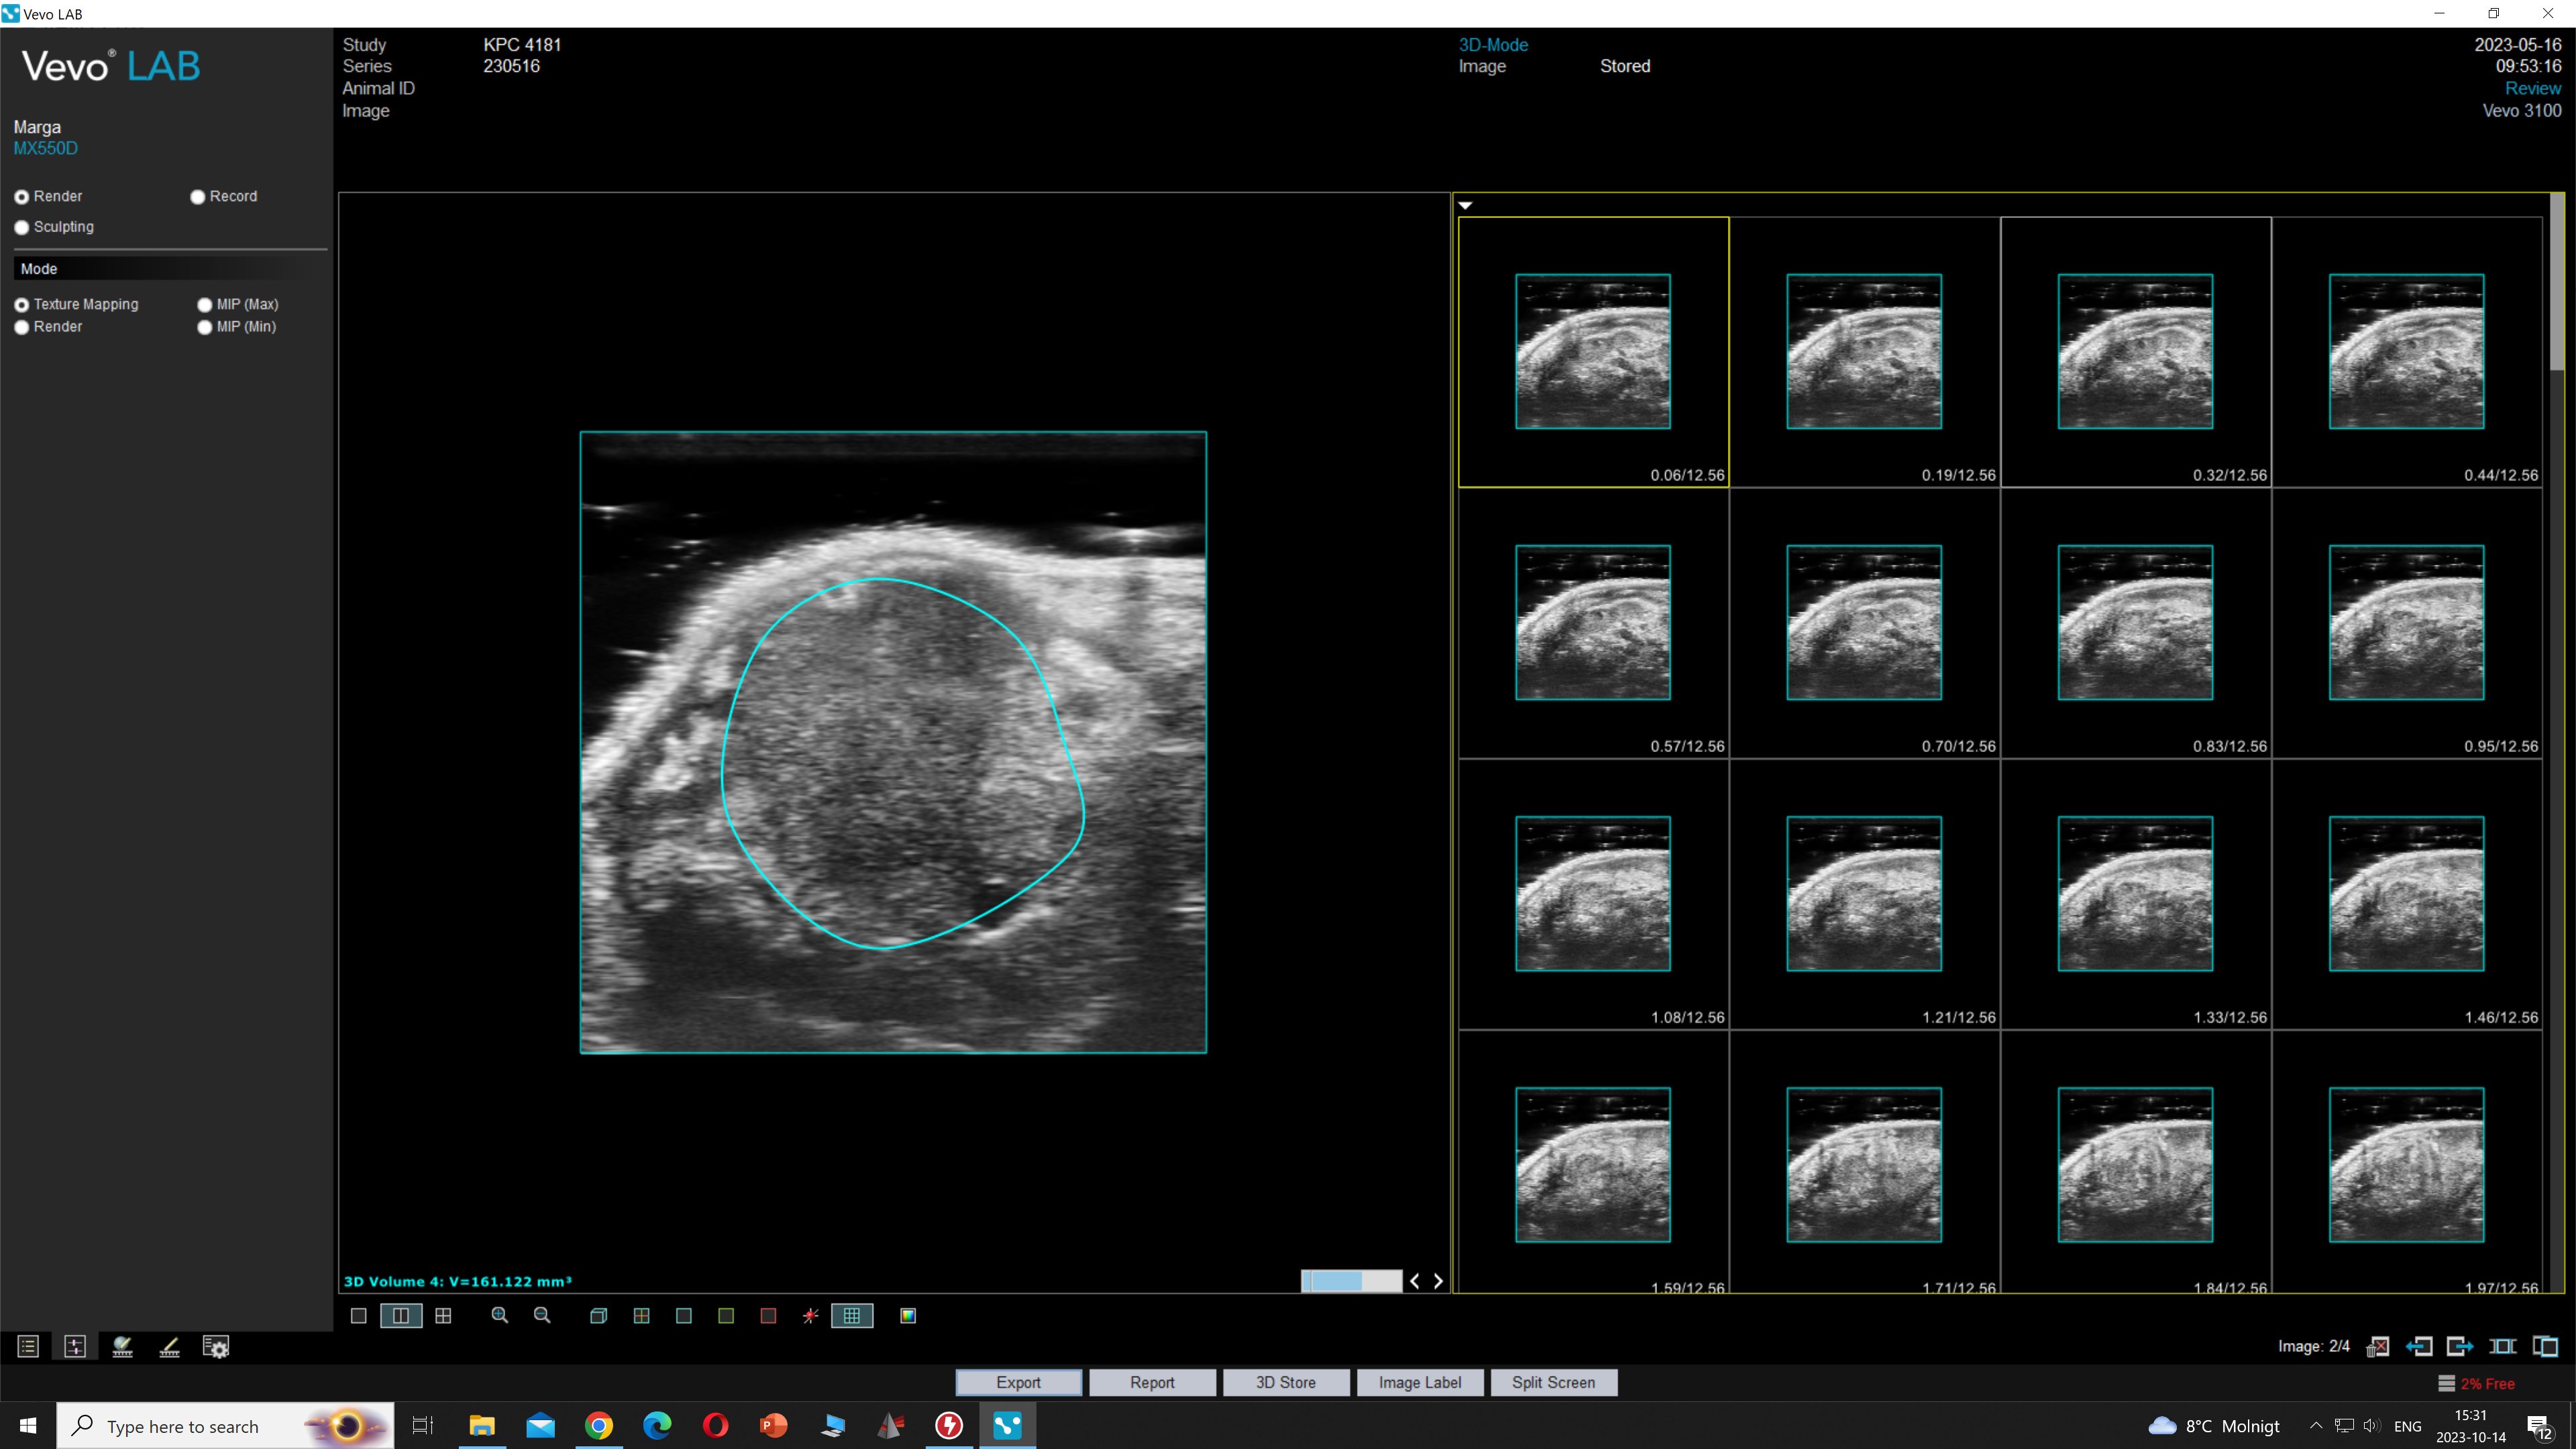 Vevo LAB
Vevo® LAB
Marga
MX550D
Render
Record
Sculpting
Mode
Texture Mapping
MIP (Max)
Render
MIP (Min)
Study KPC 4181
Series 230516
Animal ID
Image
3D-Mode
Image Stored
2023-05-16
09:53:16
Review
Vevo 3100
0.06/12.56
0.19/12.56
0.32/12.56
0.44/12.56
0.57/12.56
0.70/12.56
0.83/12.56
0.95/12.56
1.08/12.56
1.21/12.56
1.33/12.56
1.46/12.56
1.59/12.56
1.71/12.56
1.84/12.56
1.97/12.56
3D Volume 4: V=161.122 mm³
Image: 2/4
Export
Report
3D Store
Image Label
Split Screen
2% Free
Type here to search
P
8°C Molnigt
ENG
15:31
2023-10-14
12